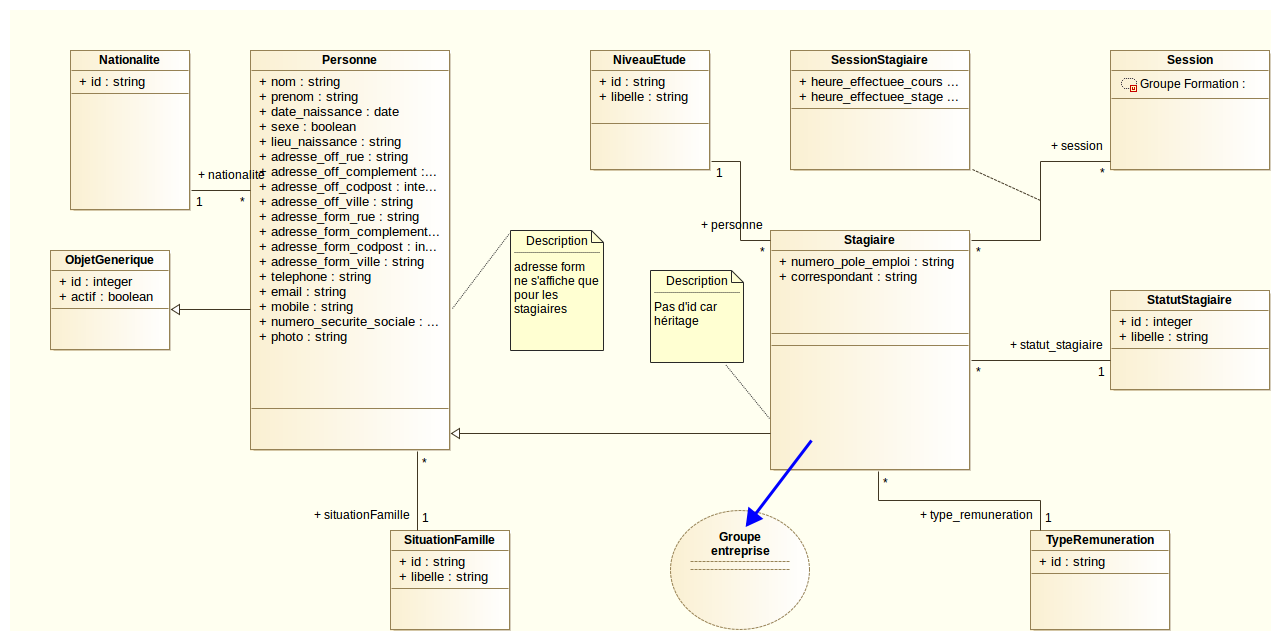 Nationalite
+ id : string
Personne
+ nom : string
+ prenom : string
+ date_naissance : date
+ sexe : boolean
+ lieu_naissance : string
+ adresse_off_rue : string
+ adresse_off_complement :...
+ adresse_off_codpost : inte...
+ adresse_off_ville : string
+ adresse_form_rue : string
+ adresse_form_complement...
+ adresse_form_codpost : in...
+ adresse_form_ville : string
+ telephone : string
+ email : string
+ mobile : string
+ numero_securite_sociale : ...
+ photo : string
NiveauEtude
+ id : string
+ libelle : string
SessionStagiaire
+ heure_effectuee_cours ...
+ heure_effectuee_stage ...
Session
Groupe Formation :
+ nationalité
1
*
1
+ personne
*
+ session
*
*
ObjetGenerique
+ id : integer
+ actif : boolean
Description
adresse form
ne s'affiche que
pour les
stagiaires
Description
Pas d'id car
héritage
Stagiaire
+ numero_pole_emploi : string
+ correspondant : string
StatutStagiaire
+ id : integer
+ libelle : string
+ statut_stagiaire
*
1
*
+ situationFamille
1
*
+ type_remuneration
1
SituationFamille
+ id : string
+ libelle : string
Groupe
entreprise
TypeRemuneration
+ id : string